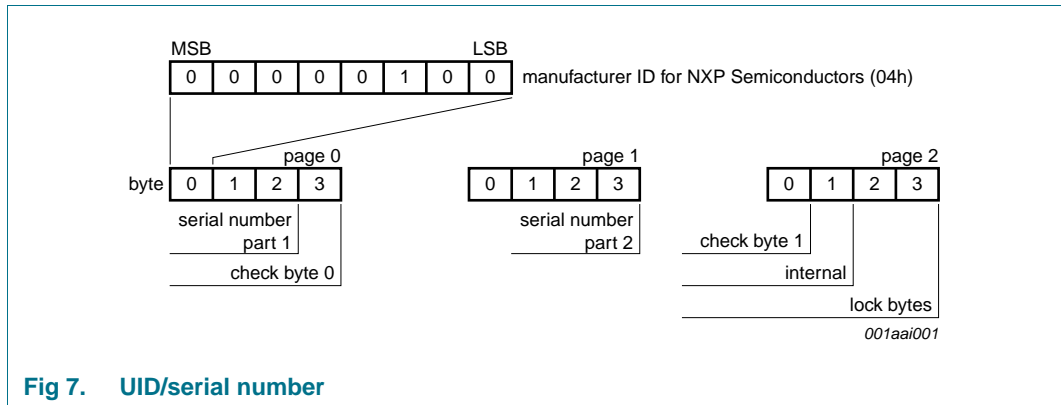 MSB LSB
0 0 0 0 0 1 0 0 manufacturer ID for NXP Semiconductors (04h)
page 0 page 1 page 2
byte 0 1 2 3 0 1 2 3 0 1 2 3
serial number
part 1
check byte 0
serial number
part 2
check byte 1
internal
lock bytes
001aai001
Fig 7. UID/serial number